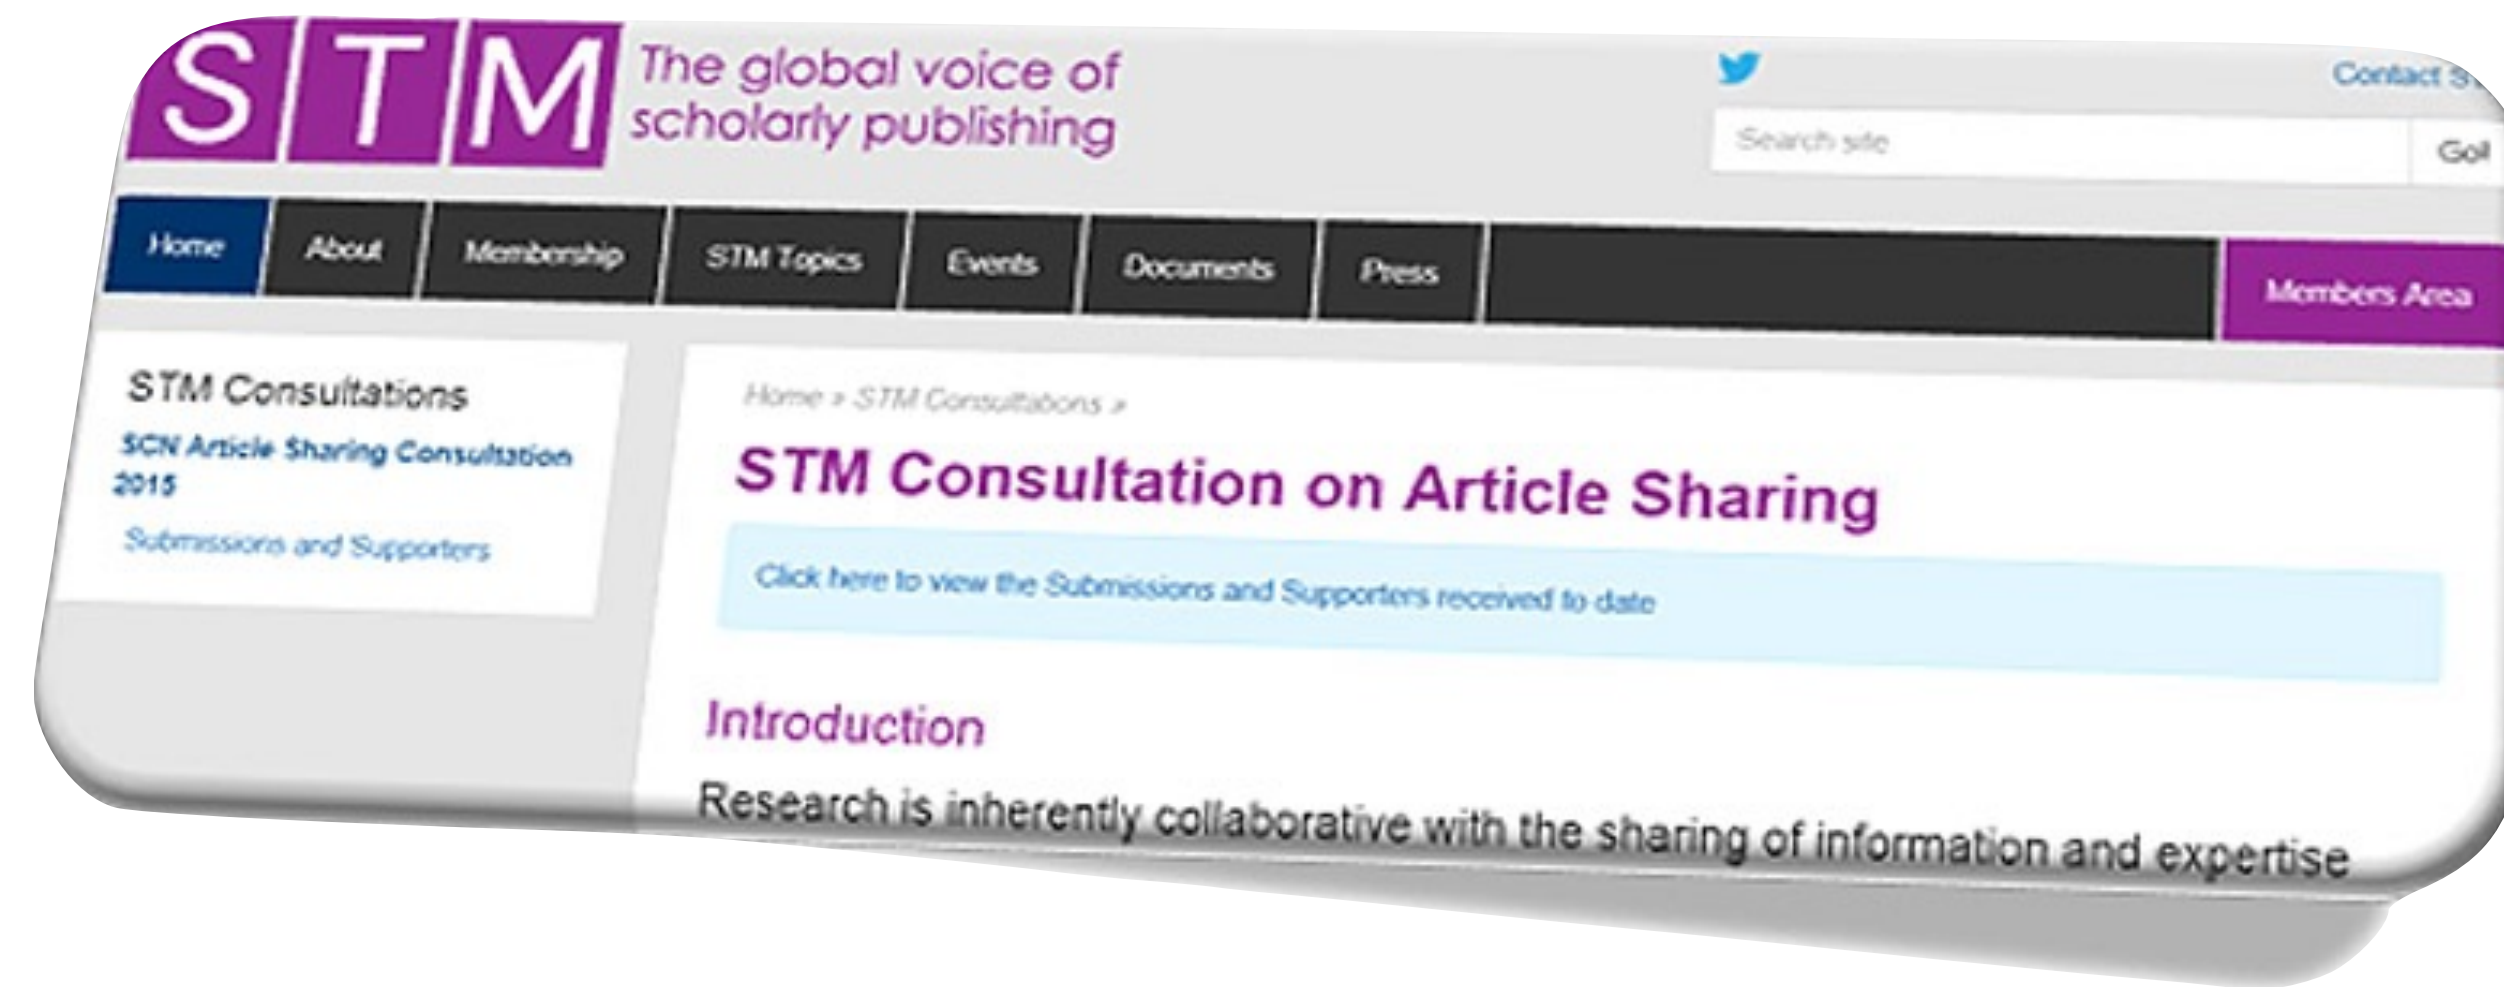 STM
The global voice of
scholarly publishing
Contact
Search site
Go!
Home
About
Membership
STM Topics
Events
Documents
Press
Members Area
STM Consultations
SCN Article Sharing Consultation
2015
Submissions and Supporters
Home » STM Consultations »
STM Consultation on Article Sharing
Click here to view the Submissions and Supporters received to date
Introduction
Research is inherently collaborative with the sharing of information and expertise